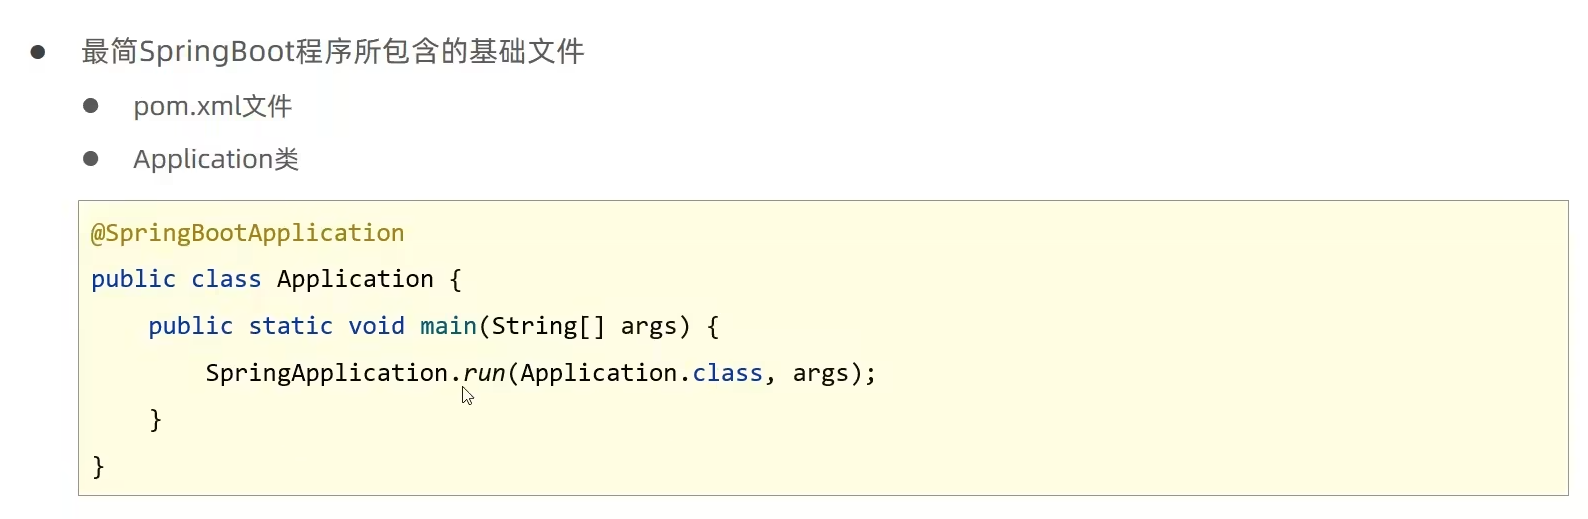 最简SpringBoot程序所包含的基础文件
pom.xml文件
Application类
@SpringBootApplication
public class Application {
    public static void main(String[] args) {
        SpringApplication.run(Application.class, args);
    }
}